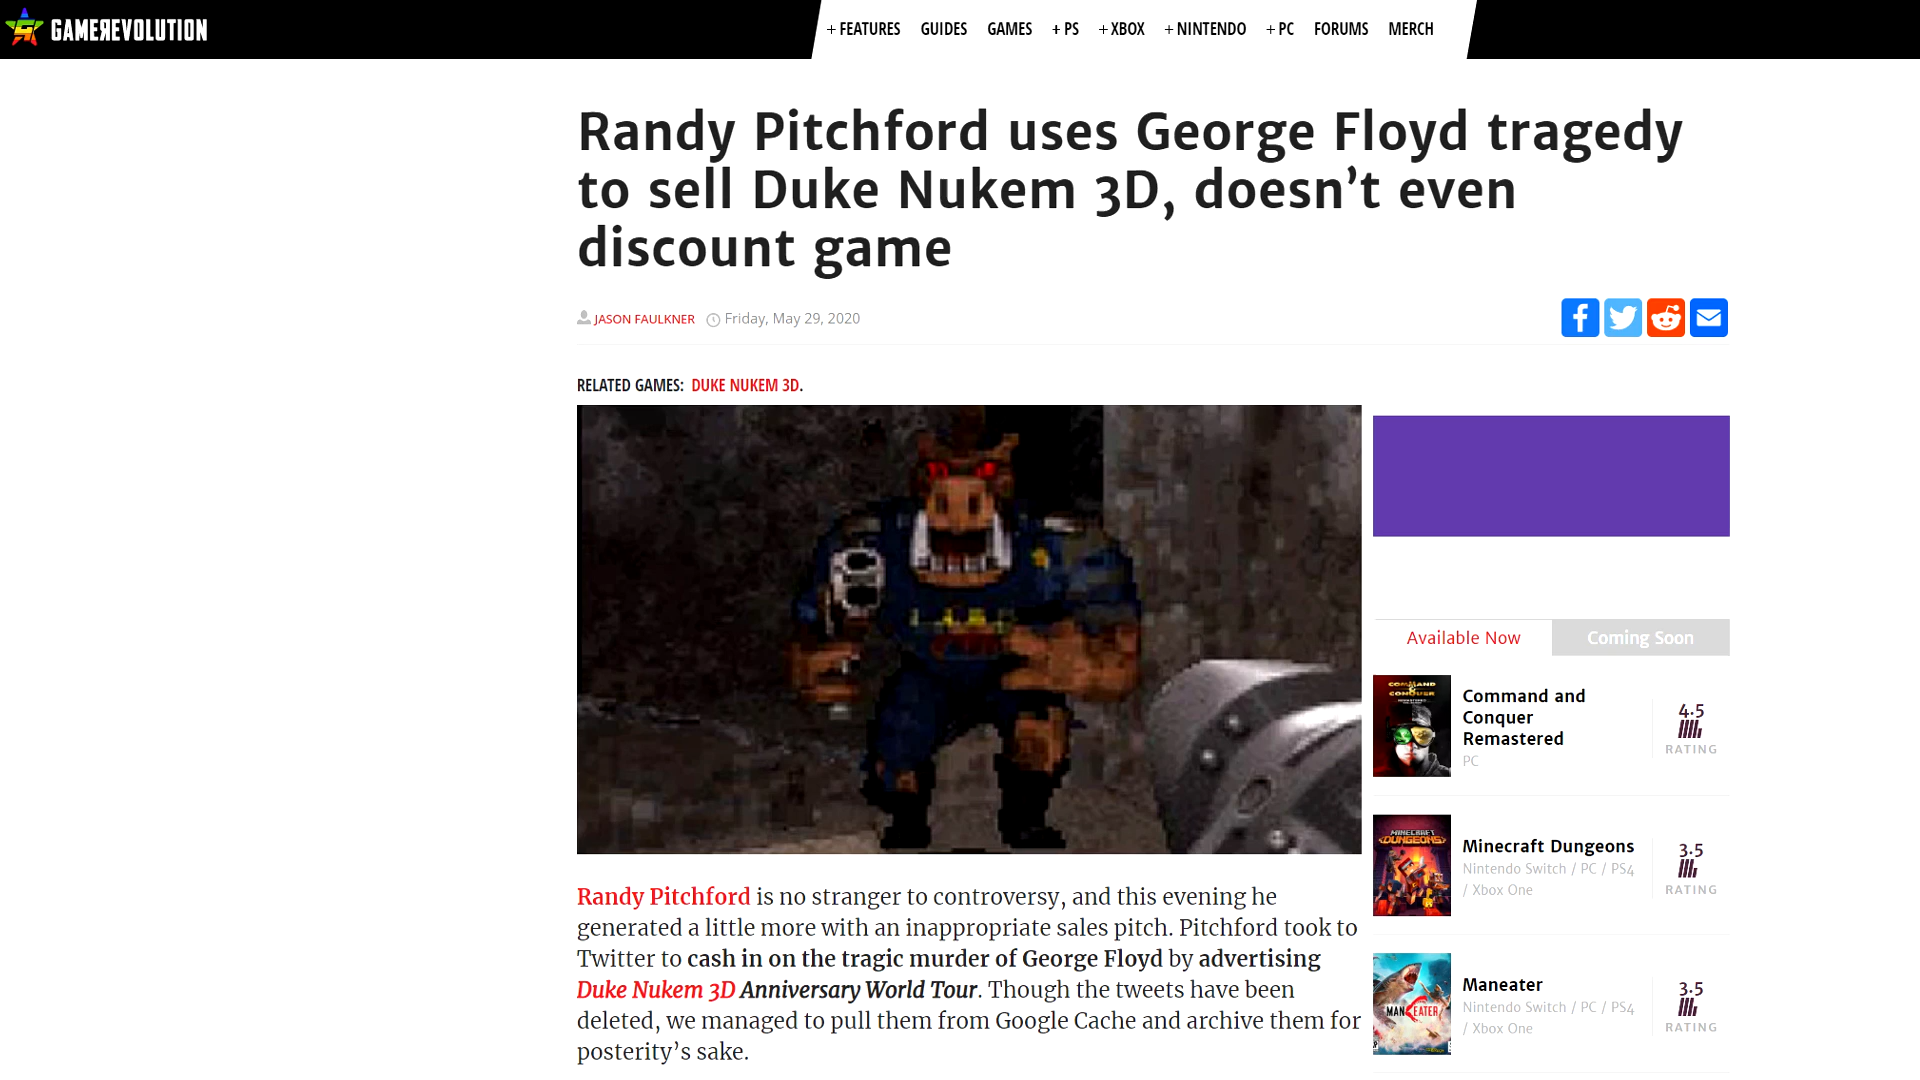 GAMEREVOLUTION
+ FEATURES GUIDES GAMES + PS + XBOX + NINTENDO + PC FORUMS MERCH
Randy Pitchford uses George Floyd tragedy
to sell Duke Nukem 3D, doesn’t even
discount game
JASON FAULKNER Friday, May 29, 2020
RELATED GAMES: DUKE NUKEM 3D.
Randy Pitchford is no stranger to controversy, and this evening he
generated a little more with an inappropriate sales pitch. Pitchford took to
Twitter to cash in on the tragic murder of George Floyd by advertising
Duke Nukem 3D Anniversary World Tour. Though the tweets have been
deleted, we managed to pull them from Google Cache and archive them for
posterity’s sake.
Available Now
Coming Soon
COMMAND
& CONQUER
Command and
Conquer
Remastered
PC
4.5
RATING
MINECRAFT
DUNGEONS
Minecraft Dungeons
Nintendo Switch / PC / PS4
/ Xbox One
3.5
RATING
MANEATER
Maneater
Nintendo Switch / PC / PS4
/ Xbox One
3.5
RATING